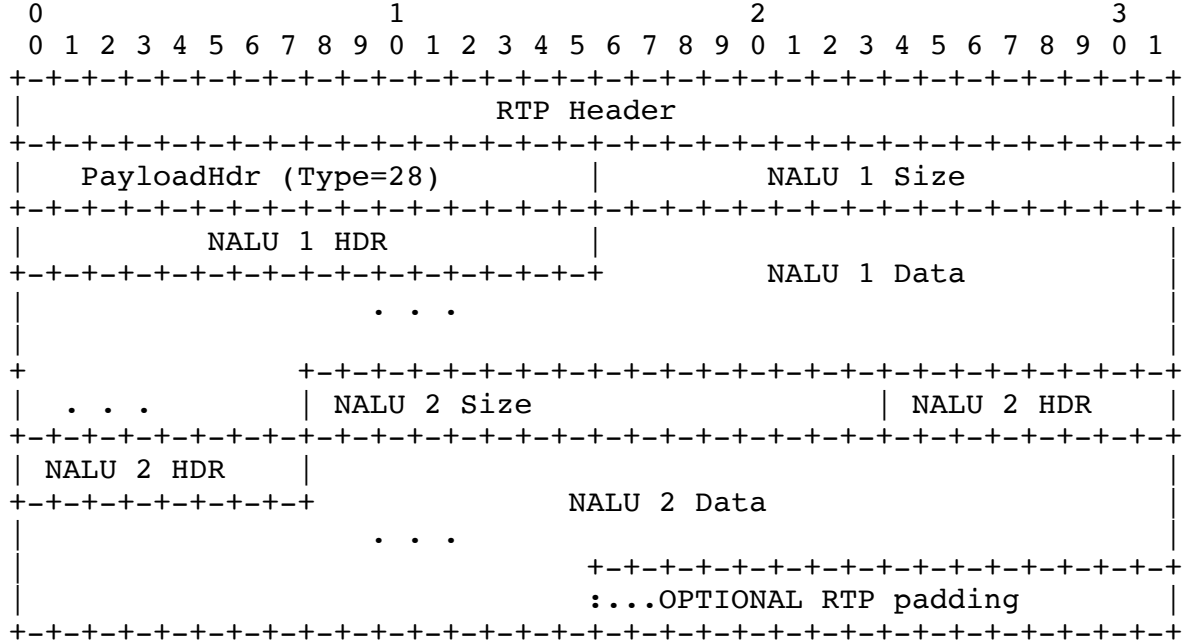 0                   1                   2                   3
0 1 2 3 4 5 6 7 8 9 0 1 2 3 4 5 6 7 8 9 0 1 2 3 4 5 6 7 8 9 0 1
+-+-+-+-+-+-+-+-+-+-+-+-+-+-+-+-+-+-+-+-+-+-+-+-+-+-+-+-+-+-+-+-+
|                          RTP Header                           |
+-+-+-+-+-+-+-+-+-+-+-+-+-+-+-+-+-+-+-+-+-+-+-+-+-+-+-+-+-+-+-+-+
|   PayloadHdr (Type=28)        |         NALU 1 Size           |
+-+-+-+-+-+-+-+-+-+-+-+-+-+-+-+-+-+-+-+-+-+-+-+-+-+-+-+-+-+-+-+-+
|          NALU 1 HDR           |                               |
+-+-+-+-+-+-+-+-+-+-+-+-+-+-+-+-+         NALU 1 Data           |
|                   . . .                                       |
|                                                               |
+               +-+-+-+-+-+-+-+-+-+-+-+-+-+-+-+-+-+-+-+-+-+-+-+-+
|  . . .        | NALU 2 Size                   | NALU 2 HDR    |
+-+-+-+-+-+-+-+-+-+-+-+-+-+-+-+-+-+-+-+-+-+-+-+-+-+-+-+-+-+-+-+-+
| NALU 2 HDR    |                                               |
+-+-+-+-+-+-+-+-+              NALU 2 Data                      |
|                   . . .                                       |
|                               +-+-+-+-+-+-+-+-+-+-+-+-+-+-+-+-+
|                               :...OPTIONAL RTP padding        |
+-+-+-+-+-+-+-+-+-+-+-+-+-+-+-+-+-+-+-+-+-+-+-+-+-+-+-+-+-+-+-+-+